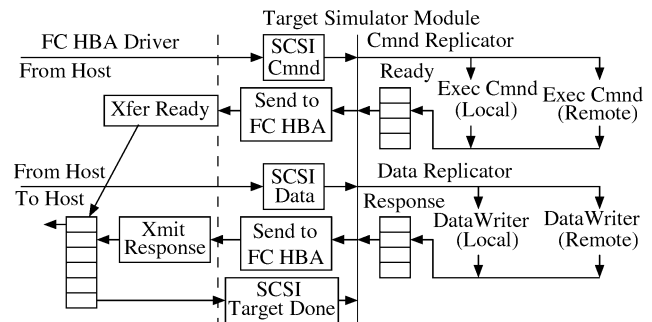 Target Simulator Module
FC HBA Driver
SCSI
Cmnd
Cmnd Replicator
From Host
Ready
Exec Cmnd
(Local)
Exec Cmnd
(Remote)
Xfer Ready
Send to
FC HBA
From Host
SCSI
Data
Data Replicator
To Host
Response
Xmit
Response
Send to
FC HBA
DataWriter
(Local)
DataWriter
(Remote)
SCSI
Target Done